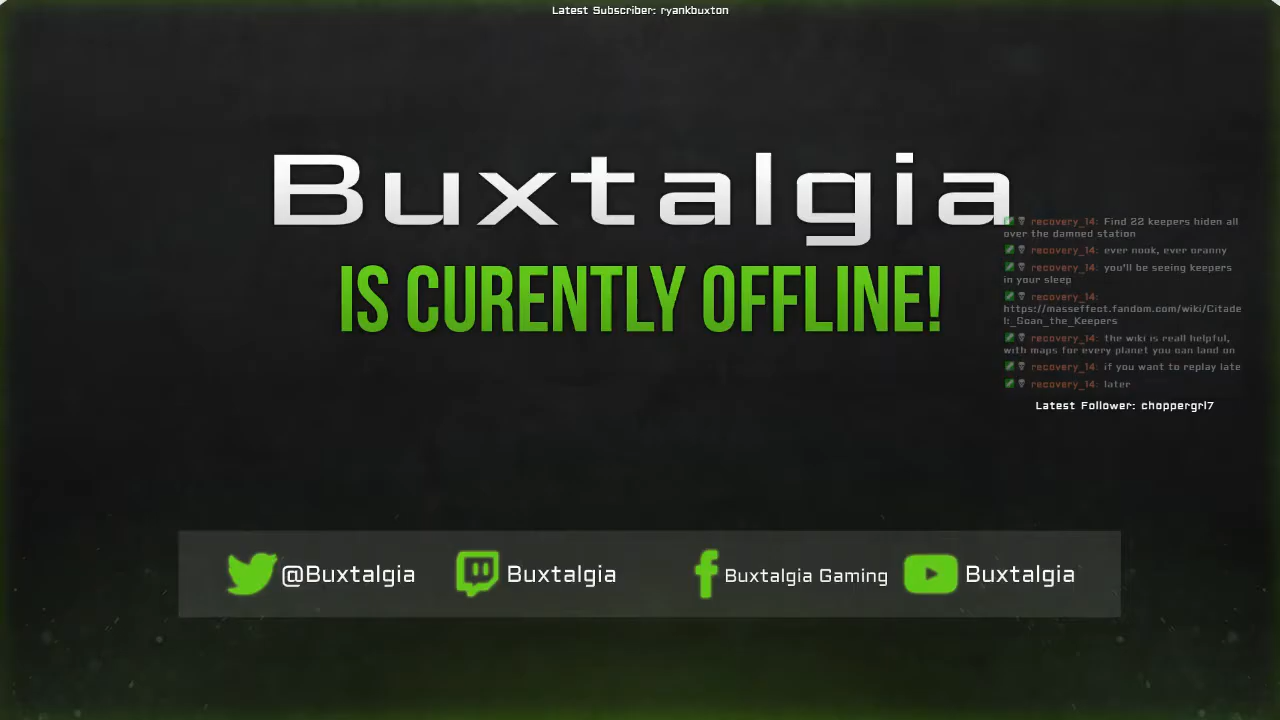 Latest Subscriber: ryankbuxton
Buxtalgia
IS CURENTLY OFFLINE!
recovery_14: Find 22 keepers hiden all
over the damned station
recovery_14: ever nook, ever cranny
recovery_14: you'll be seeing keepers
in your sleep
recovery_14:
https://masseffect.fandom.com/wiki/Citade
l:_Scan_the_Keepers
recovery_14: the wiki is reall helpful,
with maps for every planet you can land on
recovery_14: if you want to replay late
recovery_14: later
Latest Follower: choppergrl7
@Buxtalgia
Buxtalgia
Buxtalgia Gaming
Buxtalgia